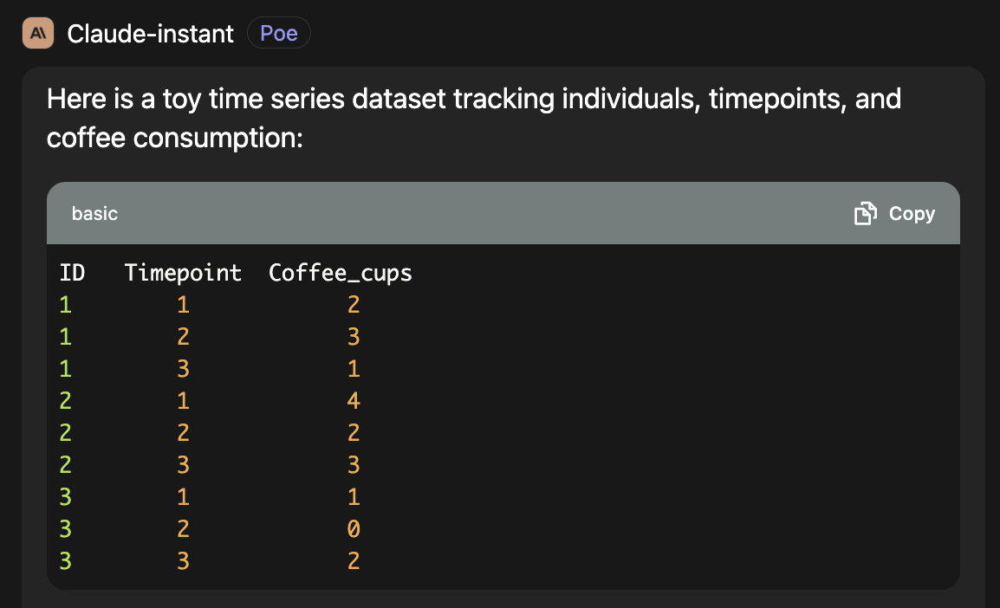 Claude-instant Poe
Here is a toy time series dataset tracking individuals, timepoints, and
coffee consumption:
basic Copy
ID Timepoint Coffee_cups
1 1 2
1 2 3
1 3 1
2 1 4
2 2 2
2 3 3
3 1 1
3 2 0
3 3 2